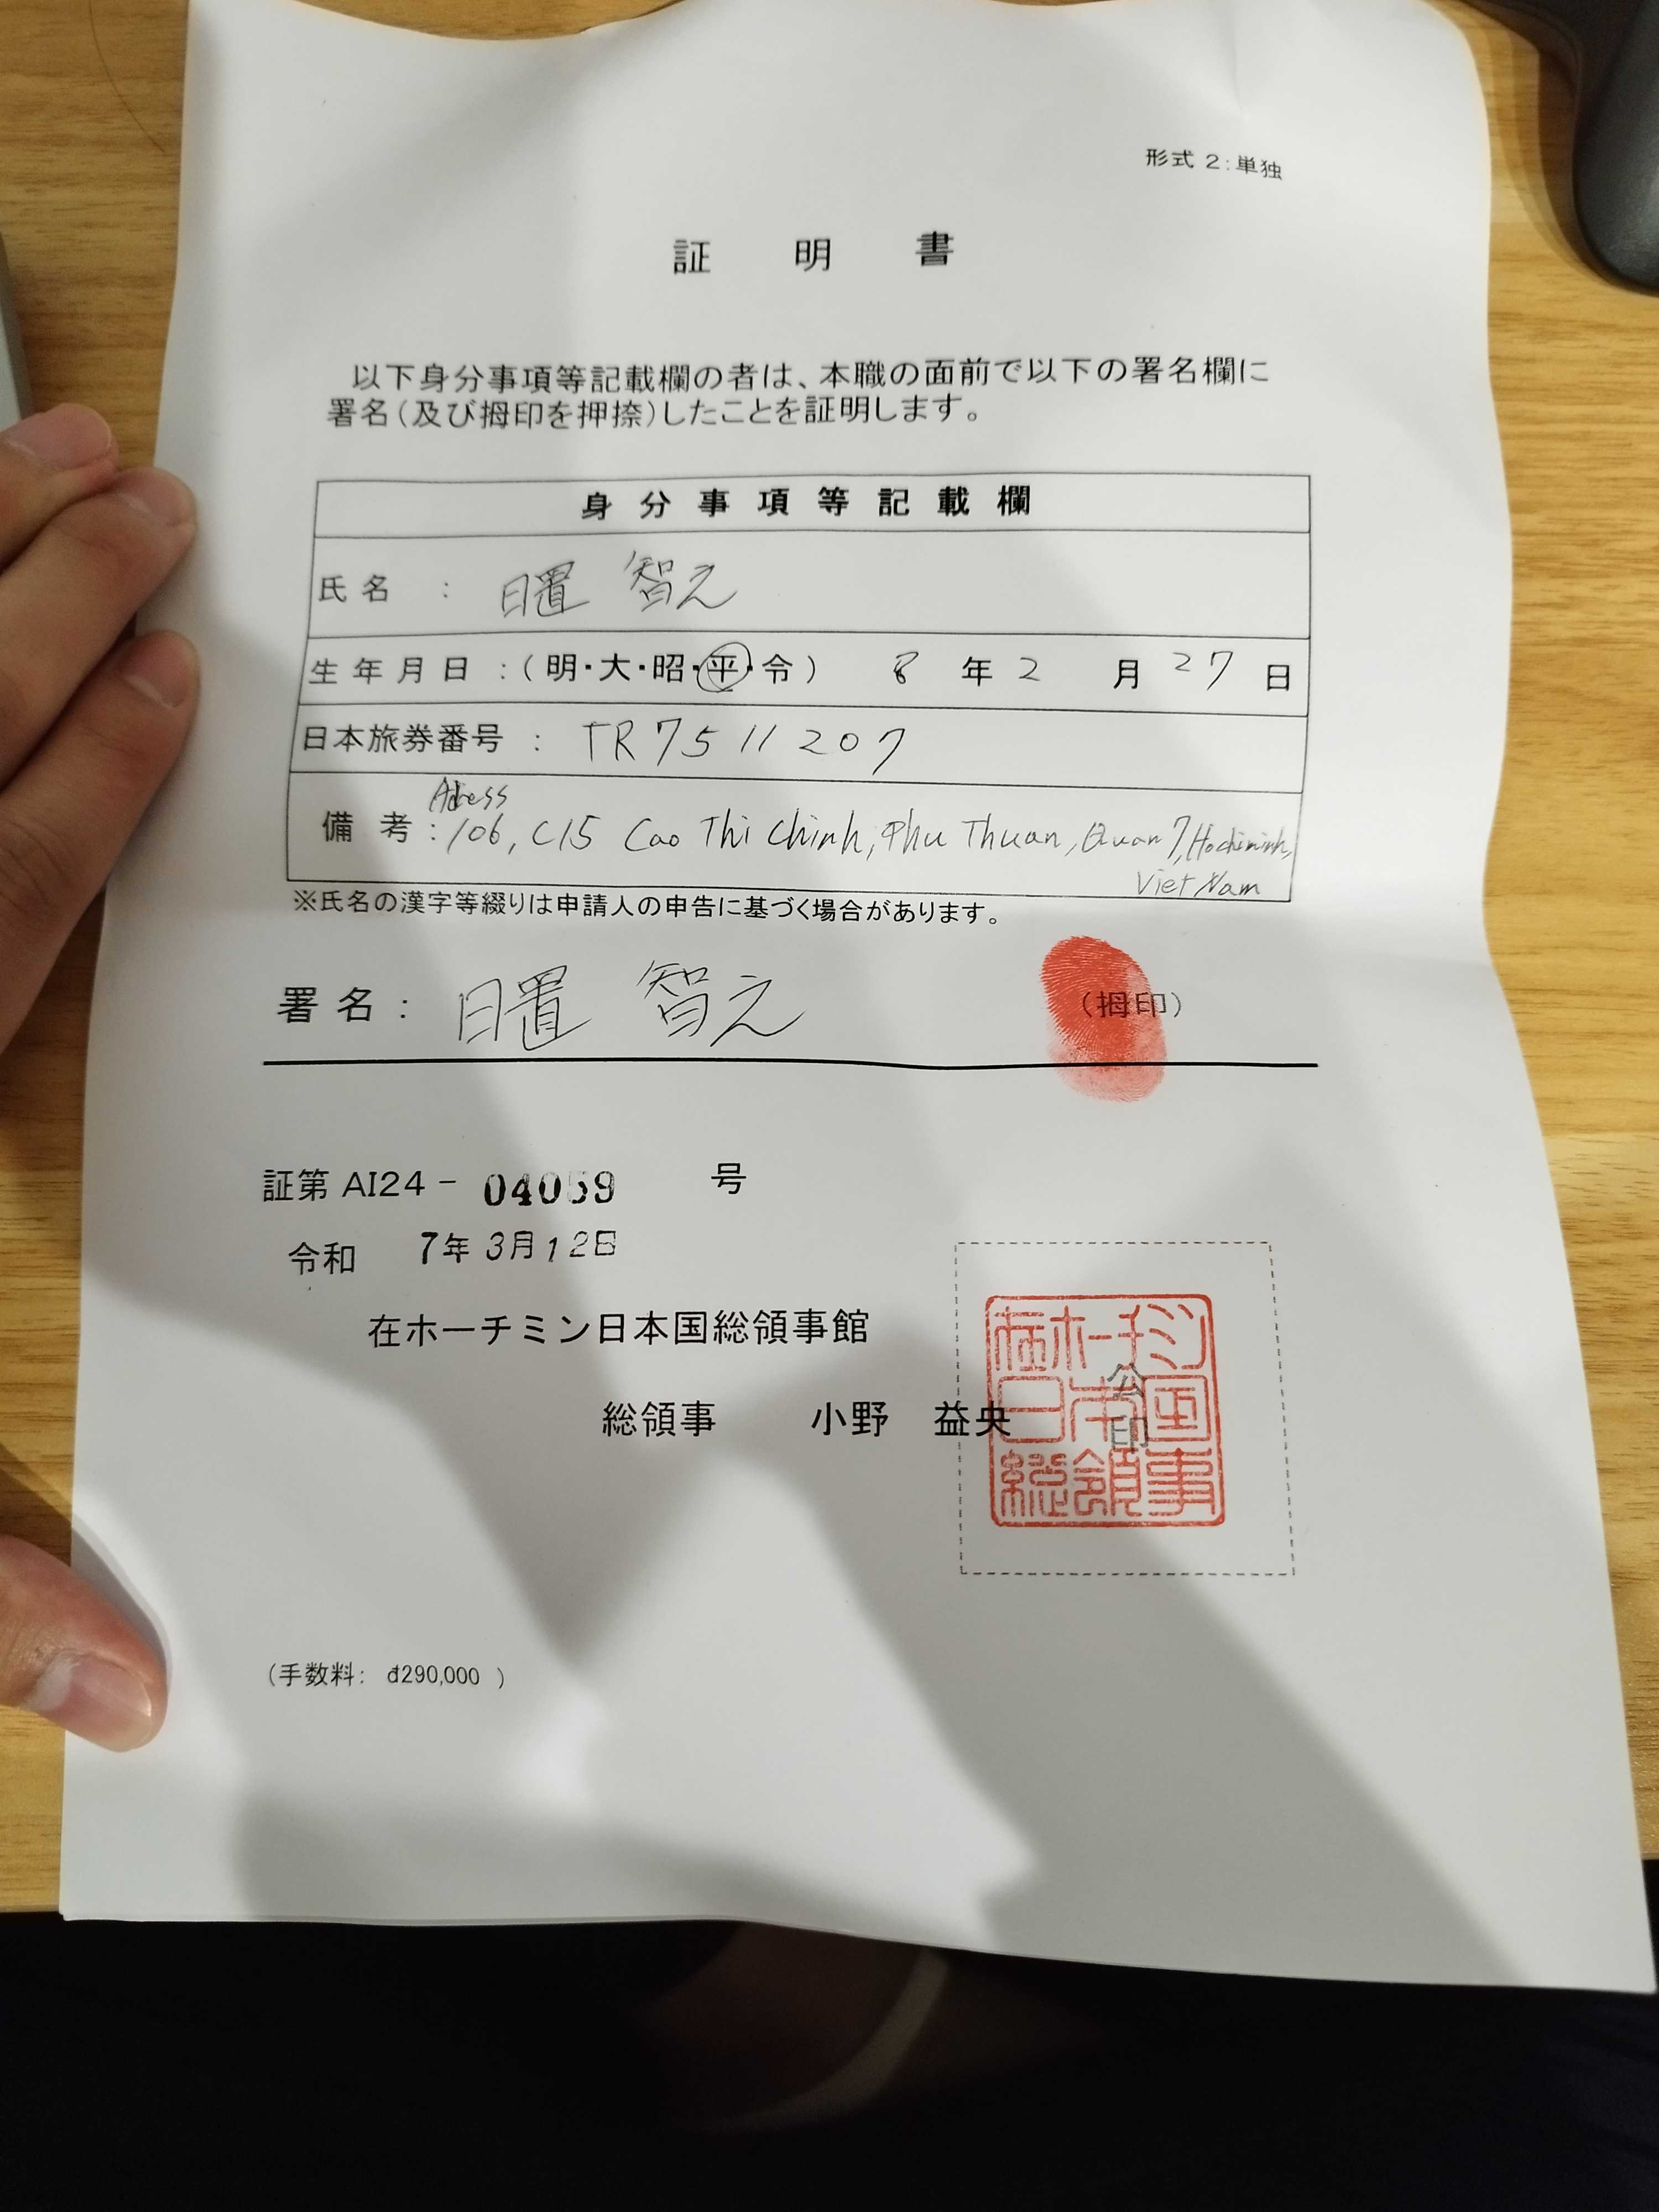 形式 2:単独
証 明 書
以下身分事項等記載欄の者は、本職の面前で以下の署名欄に
署名(及び拇印を押捺)したことを証明します。
身 分 事 項 等 記 載 欄
氏 名 : 日置 智え
生 年 月 日 :( 明・大・昭・平・令 ) 8 年 2 月 27 日
日本旅券番号 : TR7511207
Adress
備 考 : 106, C15 Cao Thi Chinh, Phu Thuan, Quan 7, Hochiminh,
Viet Nam
※氏名の漢字等綴りは申請人の申告に基づく場合があります。
署 名 : 日置 智え (拇印)
証第 AI24 - 04059 号
令和 7年 3月12日
在ホーチミン日本国総領事館
総領事 小野 益央
公
印
在ホーチミン
日本国
総領事
(手数料: đ290,000 )